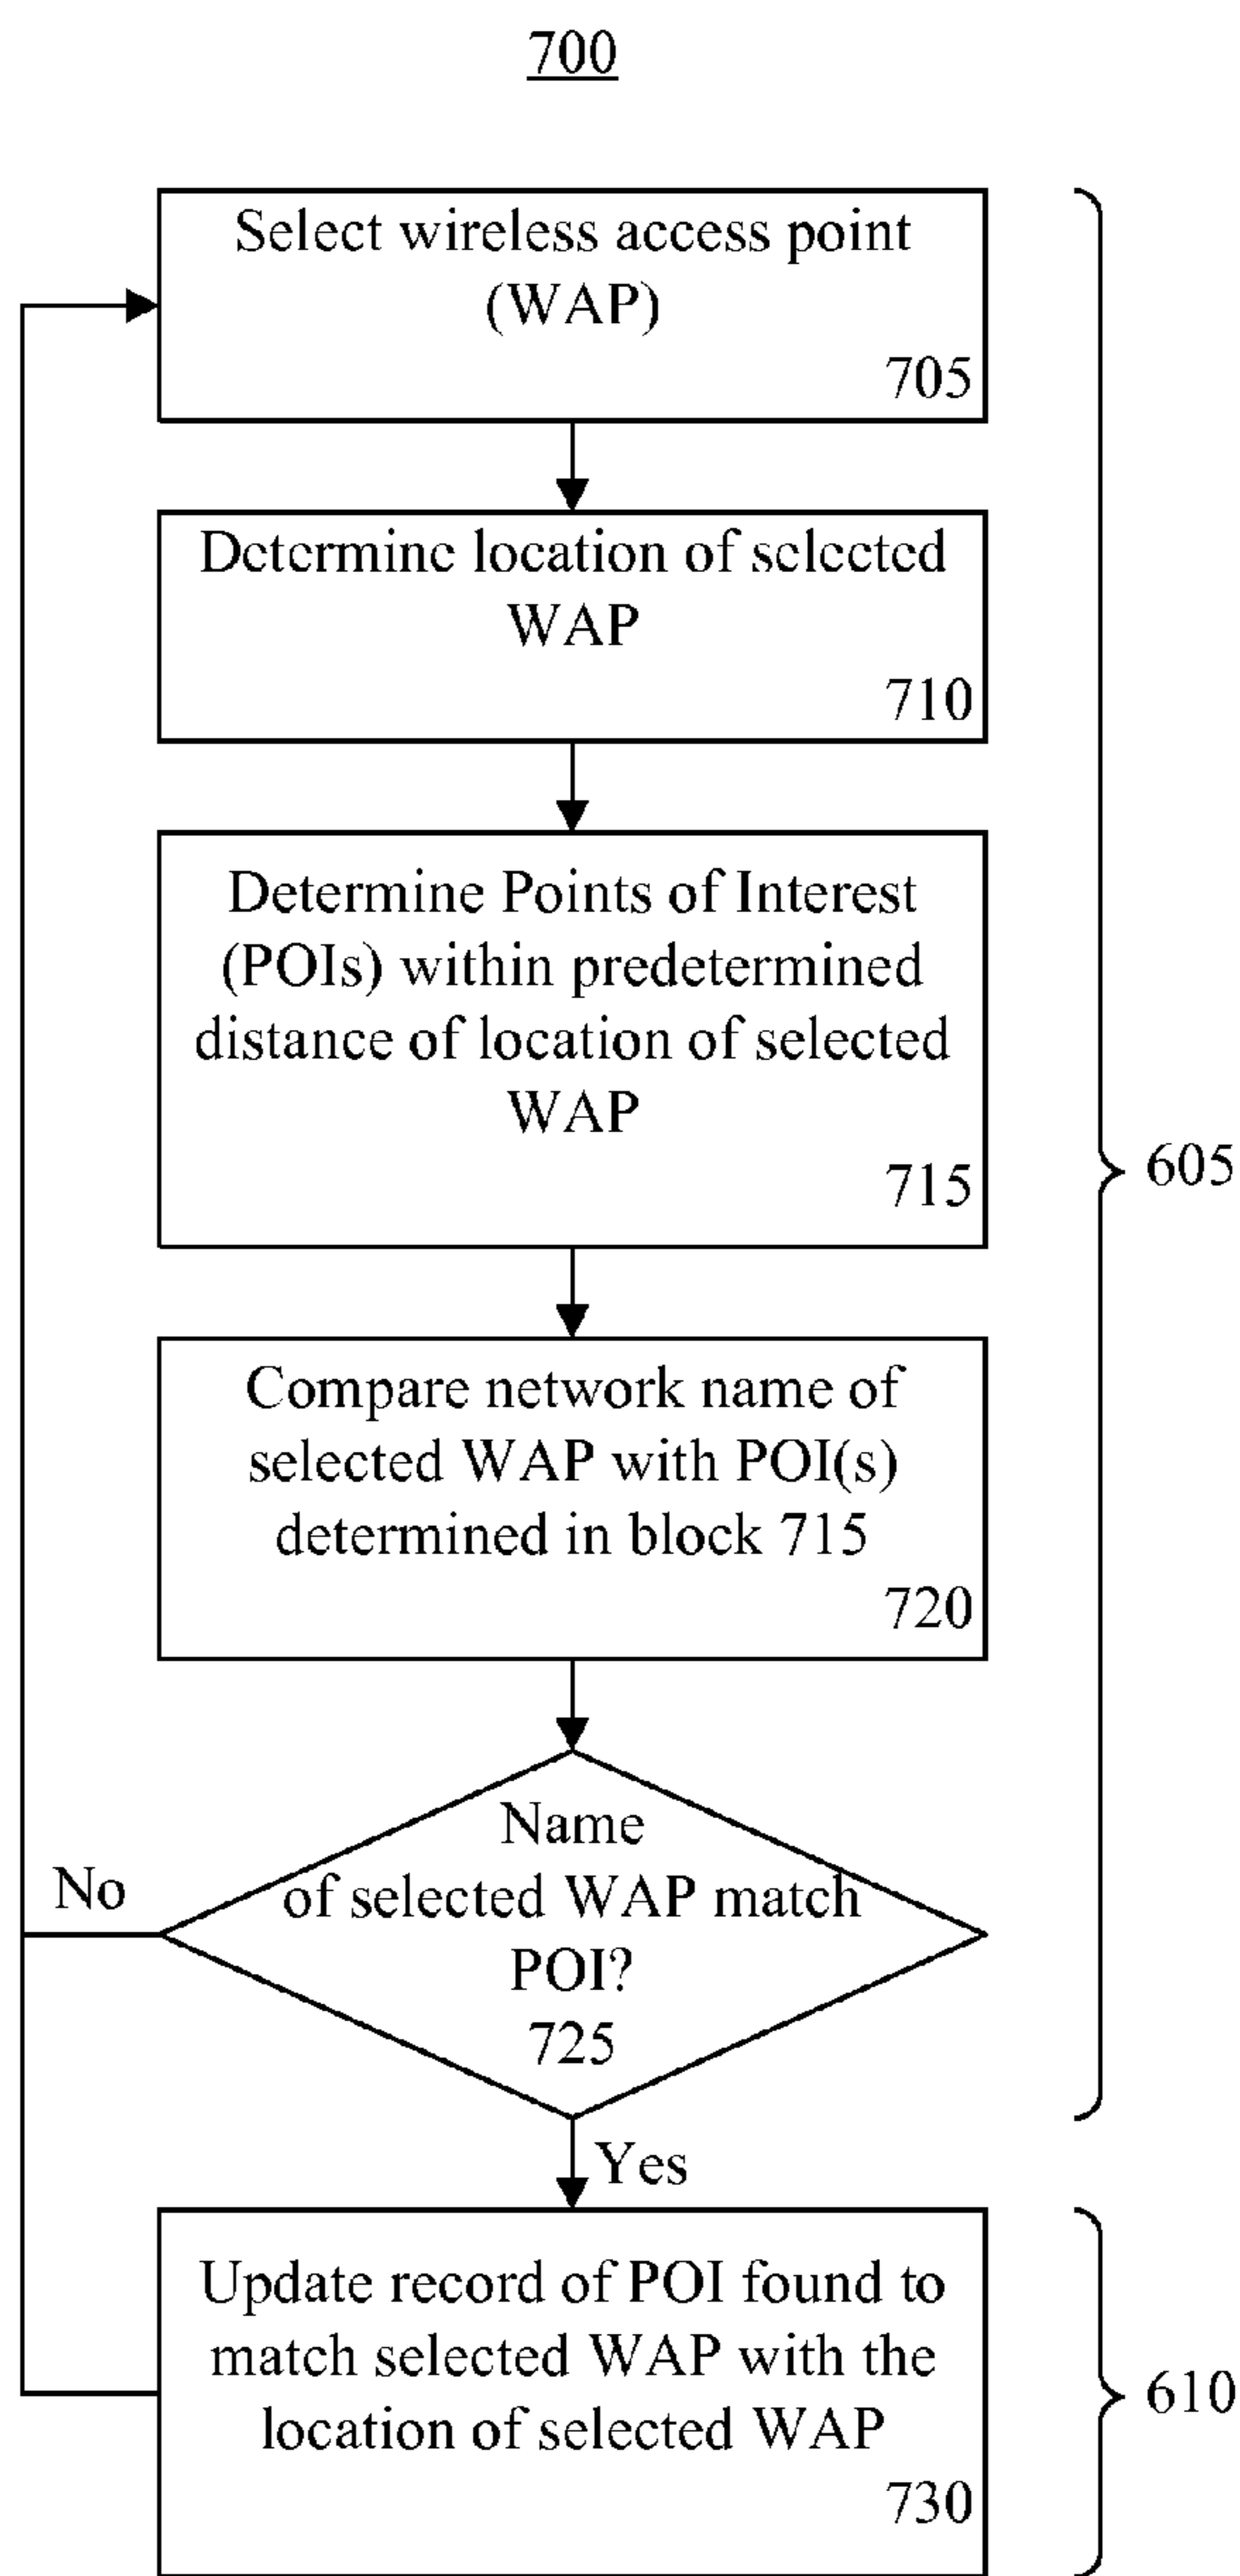 700
Select wireless access point
(WAP)
705
Determine location of selected
WAP
710
Determine Points of Interest
(POIs) within predetermined
distance of location of selected
WAP
715
605
Compare network name of
selected WAP with POI(s)
determined in block 715
720
Name
of selected WAP match
POI?
725
No
Yes
Update record of POI found to
match selected WAP with the
location of selected WAP
730
610